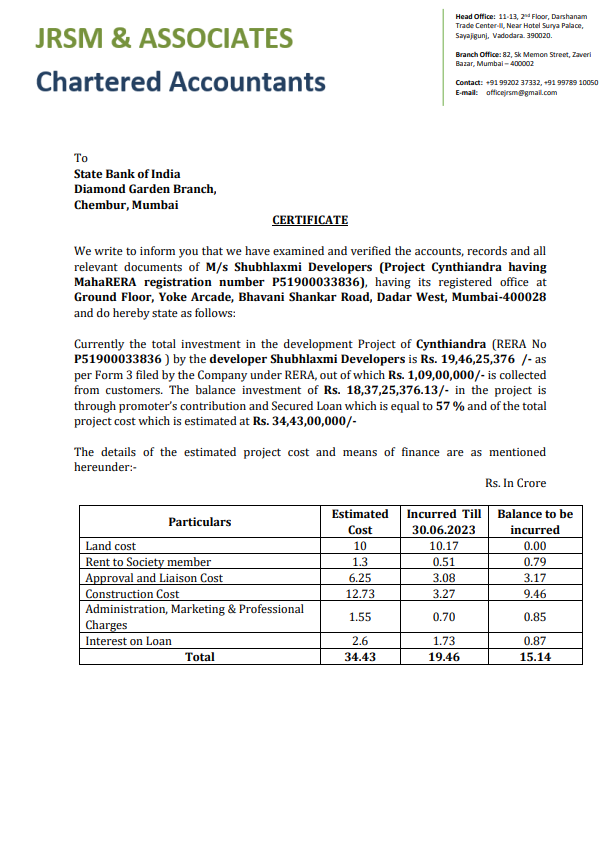 JRSM & ASSOCIATES
Chartered Accountants
Head Office: 11-13, 2nd Floor, Darshanam
Trade Center-II, Near Hotel Surya Palace,
Sayajigunj, Vadodara. 390020.
Branch Office: 82, Sk Memon Street, Zaveri
Bazar, Mumbai – 400002
Contact: +91 99202 37332, +91 99789 10050
E-mail: officejrsm@gmail.com
To
State Bank of India
Diamond Garden Branch,
Chembur, Mumbai
CERTIFICATE
We write to inform you that we have examined and verified the accounts, records and all
relevant documents of M/s Shubhlaxmi Developers (Project Cynthiandra having
MahaRERA registration number P51900033836), having its registered office at
Ground Floor, Yoke Arcade, Bhavani Shankar Road, Dadar West, Mumbai-400028
and do hereby state as follows:
Currently the total investment in the development Project of Cynthiandra (RERA No
P51900033836 ) by the developer Shubhlaxmi Developers is Rs. 19,46,25,376 /- as
per Form 3 filed by the Company under RERA, out of which Rs. 1,09,00,000/- is collected
from customers. The balance investment of Rs. 18,37,25,376.13/- in the project is
through promoter's contribution and Secured Loan which is equal to 57 % and of the total
project cost which is estimated at Rs. 34,43,00,000/-
The details of the estimated project cost and means of finance are as mentioned
hereunder:-
Rs. In Crore
Particulars Estimated Cost Incurred Till 30.06.2023 Balance to be incurred
Land cost 10 10.17 0.00
Rent to Society member 1.3 0.51 0.79
Approval and Liaison Cost 6.25 3.08 3.17
Construction Cost 12.73 3.27 9.46
Administration, Marketing & Professional Charges 1.55 0.70 0.85
Interest on Loan 2.6 1.73 0.87
Total 34.43 19.46 15.14